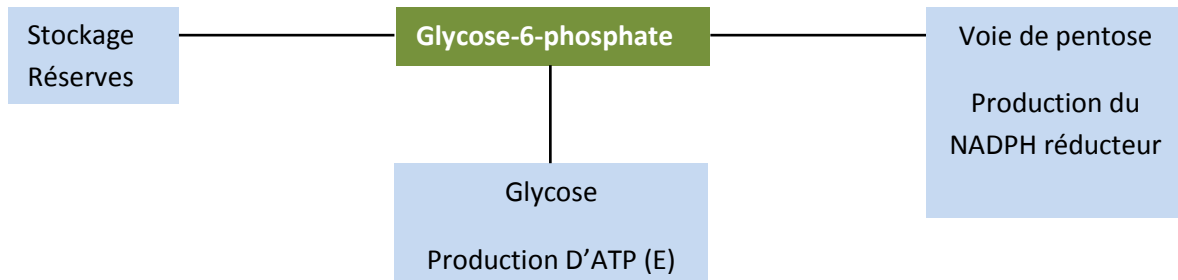 Stockage
Réserves
Glycose-6-phosphate
Voie de pentose
Production du
NADPH réducteur
Glycose
Production D’ATP (E)